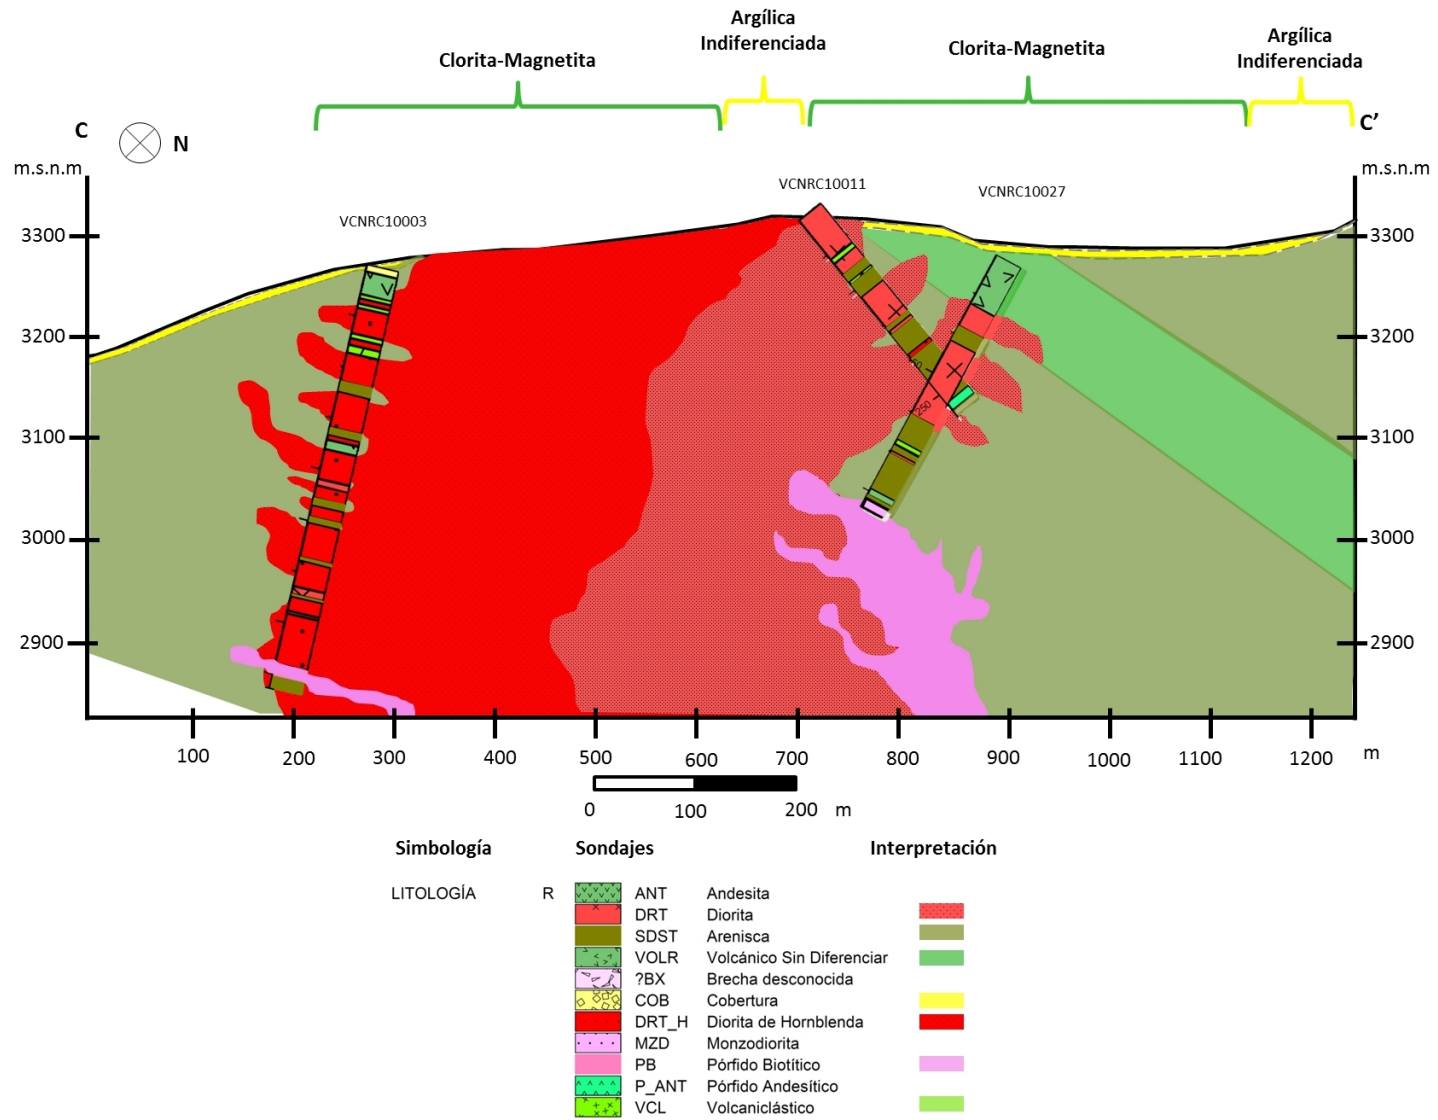 Argílica
Indiferenciada
Clorita-Magnetita
Clorita-Magnetita
Argílica
Indiferenciada
C
N
C’
m.s.n.m
m.s.n.m
VCNRC10003
VCNRC10011
VCNRC10027
3300
3300
3200
3200
3100
3100
3000
3000
2900
2900
250
100
200
300
400
500
600
700
800
900
1000
1100
1200
m
0
100
200
m
Simbología
Sondajes
Interpretación
LITOLOGÍA
R
ANT Andesita
DRT Diorita
SDST Arenisca
VOLR Volcánico Sin Diferenciar
?BX Brecha desconocida
COB Cobertura
DRT_H Diorita de Hornblenda
MZD Monzodiorita
PB Pórfido Biotítico
P_ANT Pórfido Andesítico
VCL Volcaniclástico